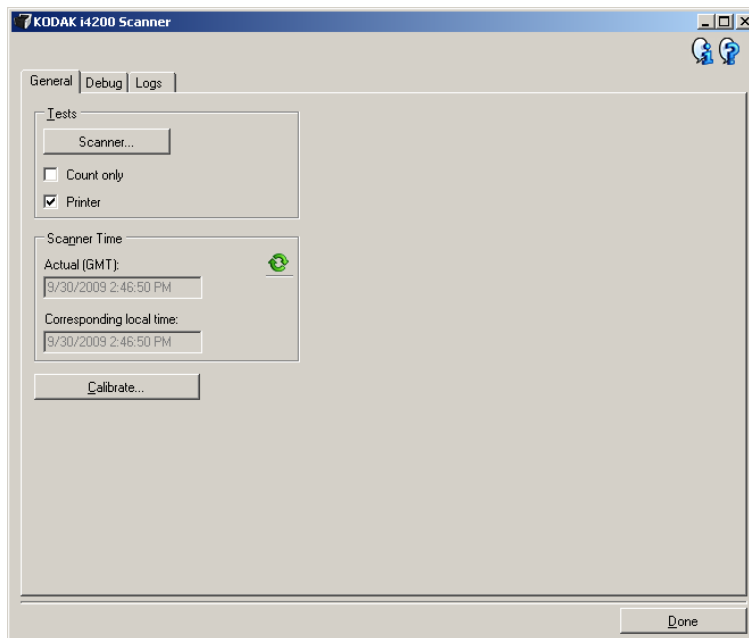 KODAK i4200 Scanner
General Debug Logs
Tests
Scanner...
Count only
Printer
Scanner Time
Actual (GMT):
9/30/2009 2:46:50 PM
Corresponding local time:
9/30/2009 2:46:50 PM
Calibrate...
Done